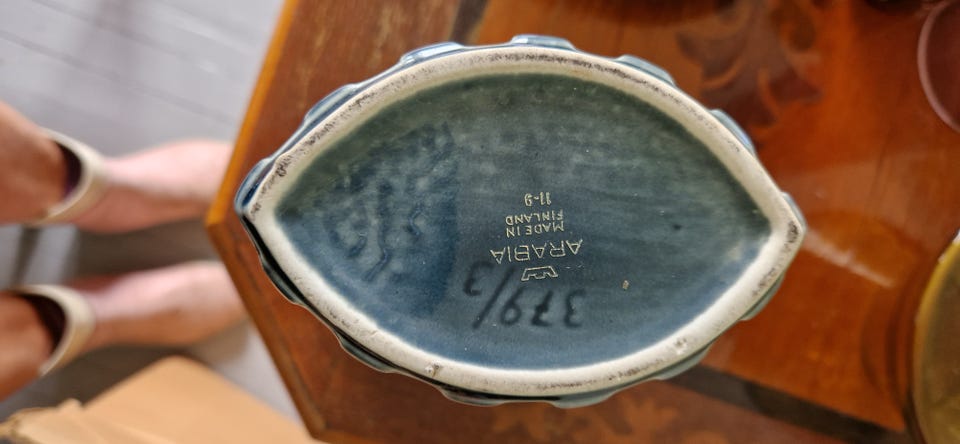 379/3
ARABIA
MADE IN
FINLAND
11-9